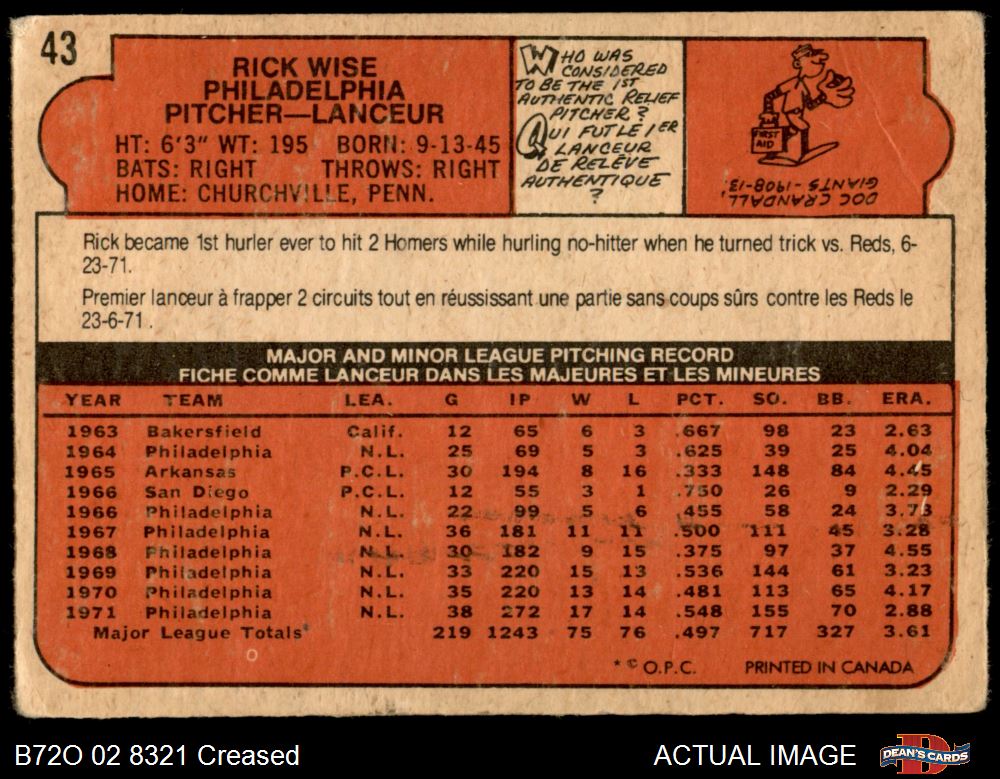 43
RICK WISE
PHILADELPHIA
PITCHER—LANCEUR
HT: 6'3" WT: 195 BORN: 9-13-45
BATS: RIGHT THROWS: RIGHT
HOME: CHURCHVILLE, PENN.
WHO WAS
CONSIDERED
TO BE THE 1ST
AUTHENTIC RELIEF
PITCHER?
QUI FUT LE 1ER
LANCEUR
DE RELÈVE
AUTHENTIQUE
?
FIRST
AID
DOC CRANDALL,
GIANTS-1908-13
Rick became 1st hurler ever to hit 2 Homers while hurling no-hitter when he turned trick vs. Reds, 6-
23-71.
Premier lanceur à frapper 2 circuits tout en réussissant une partie sans coups sûrs contre les Reds le
23-6-71.
MAJOR AND MINOR LEAGUE PITCHING RECORD
FICHE COMME LANCEUR DANS LES MAJEURES ET LES MINEURES
YEAR TEAM LEA. G IP W L PCT. SO. BB. ERA.
1963 Bakersfield Calif. 12 65 6 3 .667 98 23 2.63
1964 Philadelphia N.L. 25 69 5 3 .625 39 25 4.04
1965 Arkansas P.C.L. 30 194 8 16 .333 148 84 4.45
1966 San Diego P.C.L. 12 55 3 1 .750 26 9 2.29
1966 Philadelphia N.L. 22 99 5 6 .455 58 24 3.73
1967 Philadelphia N.L. 36 181 11 11 .500 111 45 3.28
1968 Philadelphia N.L. 30 182 9 15 .375 97 37 4.55
1969 Philadelphia N.L. 33 220 15 13 .536 144 61 3.23
1970 Philadelphia N.L. 35 220 13 14 .481 113 65 4.17
1971 Philadelphia N.L. 38 272 17 14 .548 155 70 2.88
Major League Totals 219 1243 75 76 .497 717 327 3.61
* © O.P.C. PRINTED IN CANADA
B72O 02 8321 Creased
ACTUAL IMAGE
DEAN'S CARDS